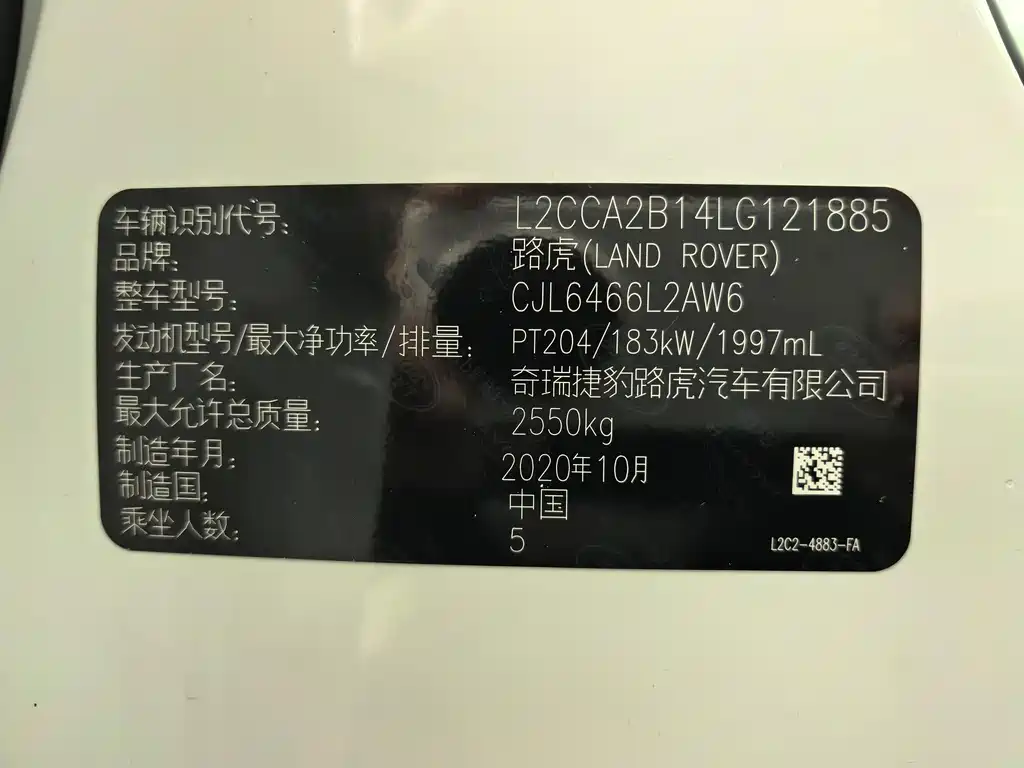 车辆识别代号: L2CCA2B14LG121885
品牌: 路虎(LAND ROVER)
整车型号: CJL6466L2AW6
发动机型号/最大净功率/排量: PT204/183kW/1997mL
生产厂名: 奇瑞捷豹路虎汽车有限公司
最大允许总质量: 2550kg
制造年月: 2020年10月
制造国: 中国
乘坐人数: 5
L2C2-4883-FA